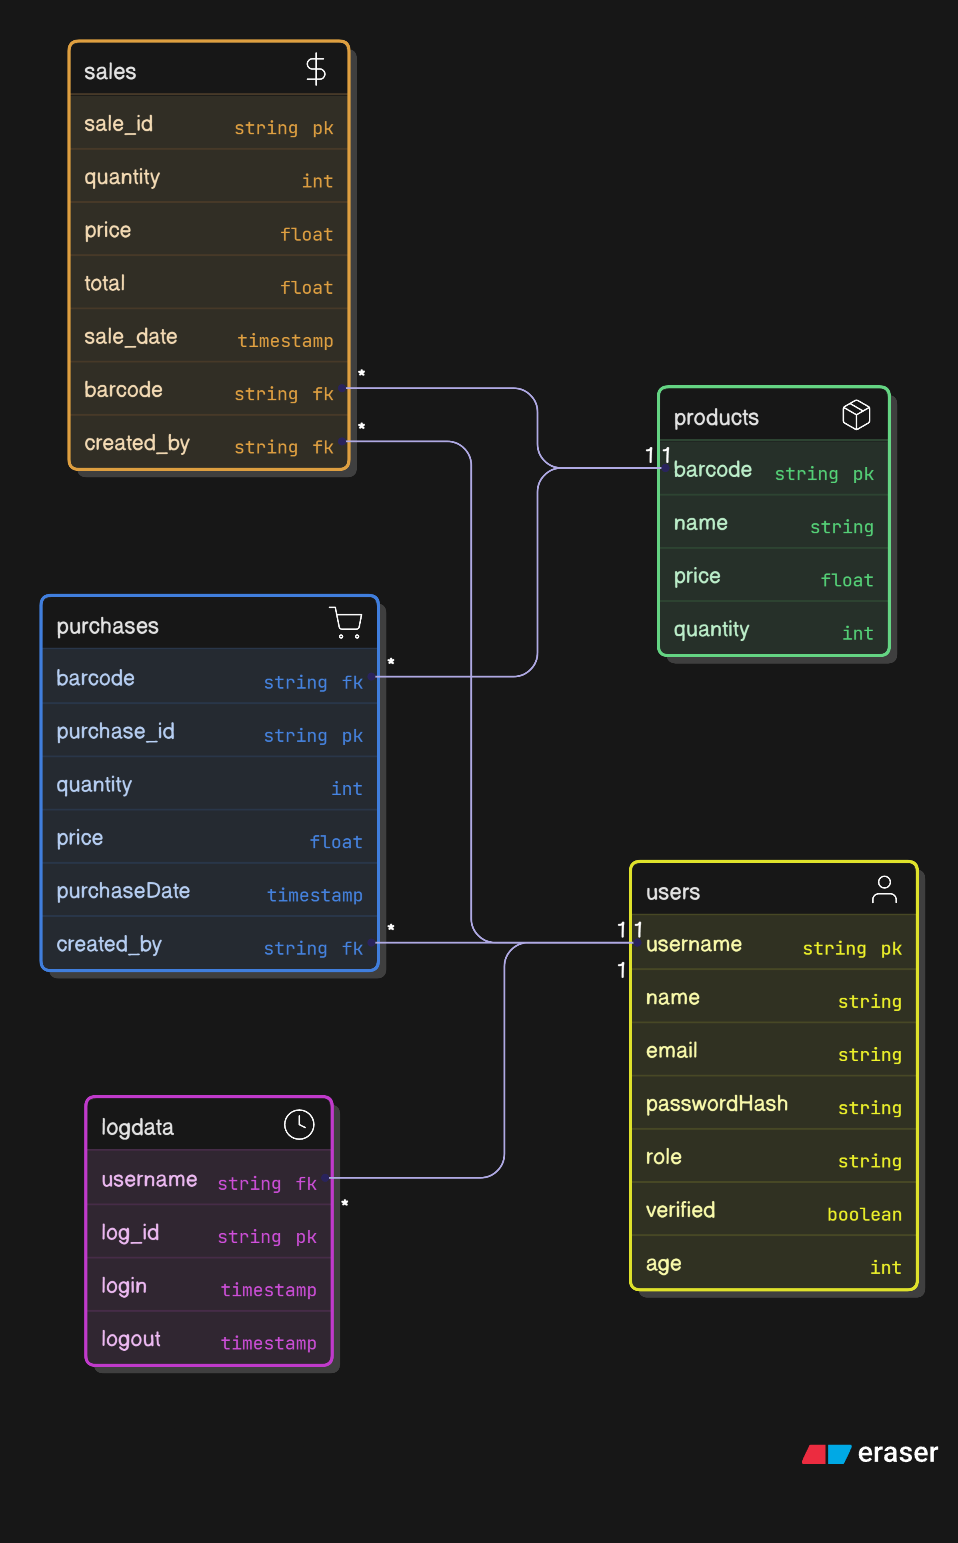 sales
sale_id string pk
quantity int
price float
total float
sale_date timestamp
barcode string fk *
created_by string fk *
products
1 1
barcode string pk
name string
price float
quantity int
purchases
barcode string fk *
purchase_id string pk
quantity int
price float
purchaseDate timestamp
created_by string fk *
users
1 1
username string pk
1
name string
email string
passwordHash string
role string
verified boolean
age int
logdata
username string fk *
log_id string pk
login timestamp
logout timestamp
eraser